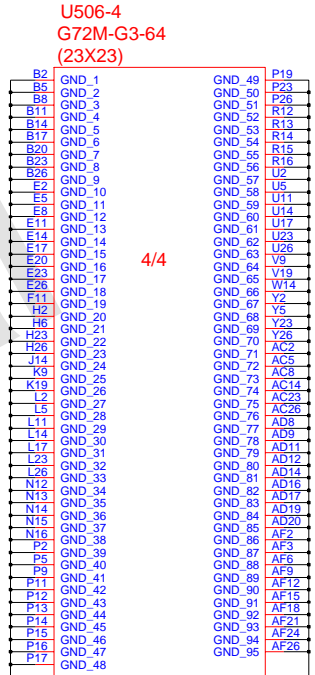 U506-4
G72M-G3-64
(23X23)
B2 GND_1 GND_49 P19
B5 GND_2 GND_50 P23
B8 GND_3 GND_51 P26
B11 GND_4 GND_52 R12
B14 GND_5 GND_53 R13
B17 GND_6 GND_54 R14
B20 GND_7 GND_55 R15
B23 GND_8 GND_56 R16
B26 GND_9 GND_57 U2
E2 GND_10 GND_58 U5
E5 GND_11 GND_59 U11
E8 GND_12 GND_60 U14
E11 GND_13 GND_61 U17
E14 GND_14 GND_62 U23
E17 GND_15 GND_63 U26
E20 GND_16 4/4 GND_64 V9
E23 GND_17 GND_65 V19
E26 GND_18 GND_66 W14
F11 GND_19 GND_67 Y2
H2 GND_20 GND_68 Y5
H6 GND_21 GND_69 Y23
H23 GND_22 GND_70 Y26
H26 GND_23 GND_71 AC2
J14 GND_24 GND_72 AC5
K9 GND_25 GND_73 AC8
K19 GND_26 GND_74 AC14
L2 GND_27 GND_75 AC23
L5 GND_28 GND_76 AC26
L11 GND_29 GND_77 AD8
L14 GND_30 GND_78 AD9
L17 GND_31 GND_79 AD11
L23 GND_32 GND_80 AD12
L26 GND_33 GND_81 AD14
N12 GND_34 GND_82 AD16
N13 GND_35 GND_83 AD17
N14 GND_36 GND_84 AD19
N15 GND_37 GND_85 AD20
N16 GND_38 GND_86 AF2
P2 GND_39 GND_87 AF3
P5 GND_40 GND_88 AF6
P9 GND_41 GND_89 AF9
P11 GND_42 GND_90 AF12
P12 GND_43 GND_91 AF15
P13 GND_44 GND_92 AF18
P14 GND_45 GND_93 AF21
P15 GND_46 GND_94 AF24
P16 GND_47 GND_95 AF26
P17 GND_48